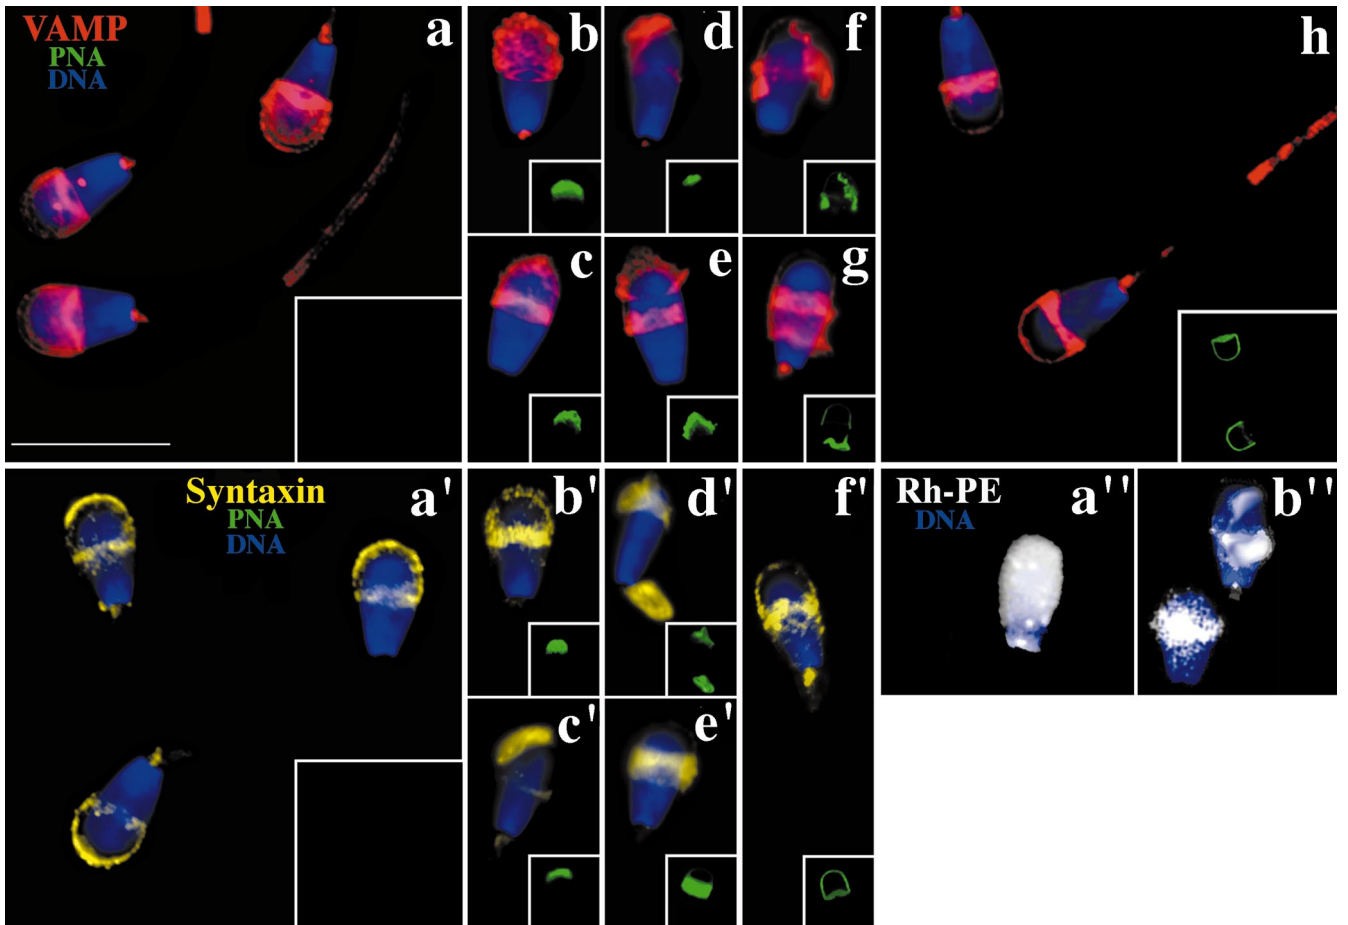 VAMP
PNA
DNA
a
b
d
f
h
c
e
g
Syntaxin
PNA
DNA
a'
b'
d'
f'
Rh-PE
DNA
a''
b''
c'
e'